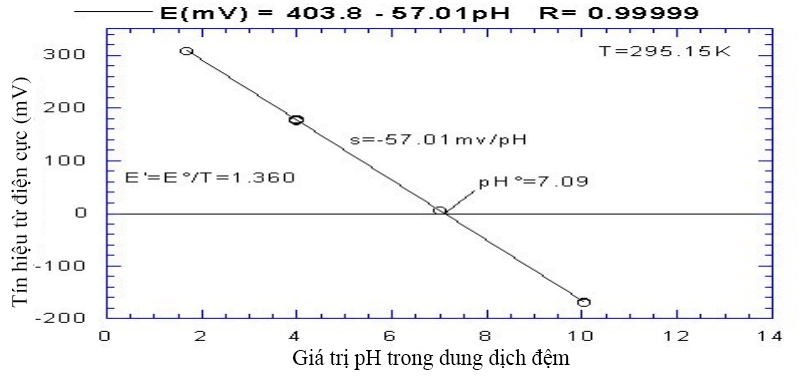 E(mV) = 403.8 - 57.01pH R= 0.99999
T=295.15K
s=-57.01mv/pH
E'=E°/T=1.360
pH°=7.09
Tín hiệu từ điện cực (mV)
300
200
100
0
-100
-200
0 2 4 6 8 10 12 14
Giá trị pH trong dung dịch đệm